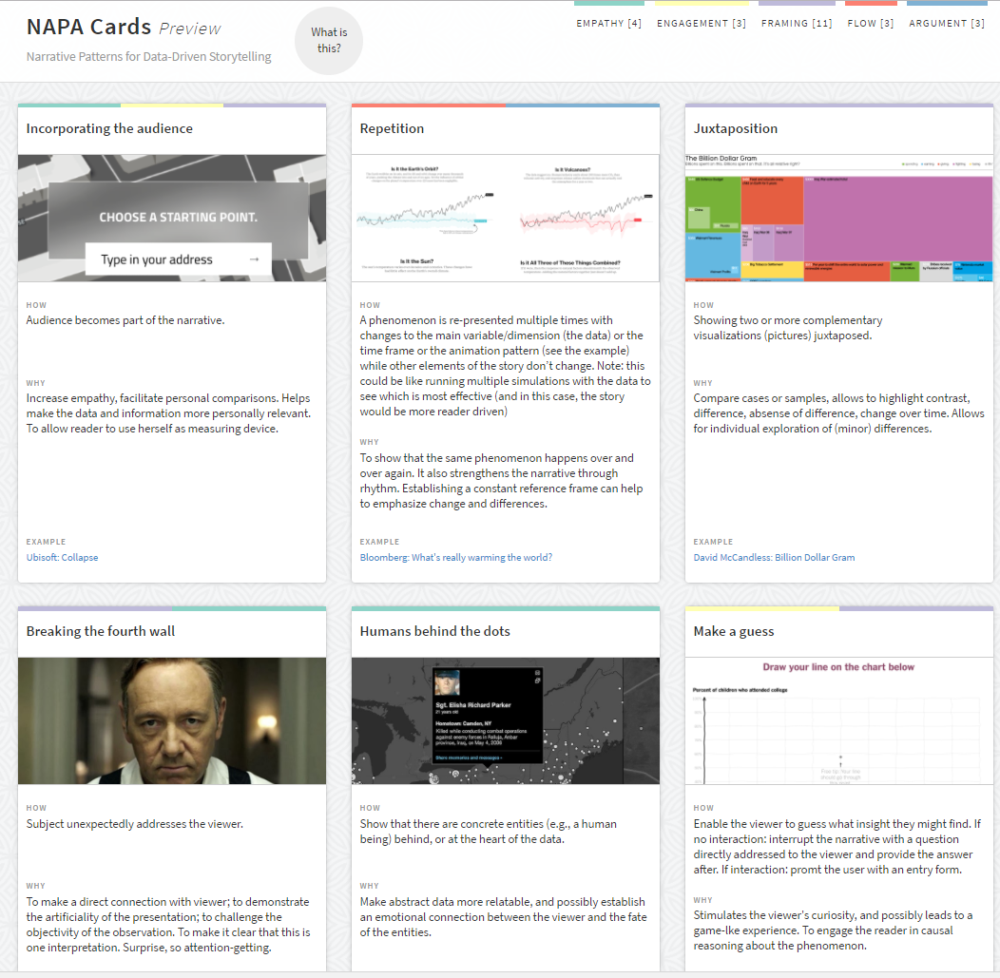 NAPA Cards Preview
Narrative Patterns for Data-Driven Storytelling
What is
this?
EMPATHY [4]
ENGAGEMENT [3]
FRAMING [11]
FLOW [3]
ARGUMENT [3]
Incorporating the audience
CHOOSE A STARTING POINT.
Type in your address →
HOW
Audience becomes part of the narrative.
WHY
Increase empathy, facilitate personal comparisons. Helps
make the data and information more personally relevant.
To allow reader to use herself as measuring device.
EXAMPLE
Ubisoft: Collapse
Repetition
Is It the Earth's Orbit?
Is It Volcanoes?
Is It the Sun?
Is It All Three of These Things Combined?
HOW
A phenomenon is re-presented multiple times with
changes to the main variable/dimension (the data) or the
time frame or the animation pattern (see the example)
while other elements of the story don't change. Note: this
could be like running multiple simulations with the data to
see which is most effective (and in this case, the story
would be more reader driven)
WHY
To show that the same phenomenon happens over and
over again. It also strengthens the narrative through
rhythm. Establishing a constant reference frame can help
to emphasize change and differences.
EXAMPLE
Bloomberg: What's really warming the world?
Juxtaposition
The Billion Dollar Gram
HOW
Showing two or more complementary
visualizations (pictures) juxtaposed.
WHY
Compare cases or samples, allows to highlight contrast,
difference, absense of difference, change over time. Allows
for individual exploration of (minor) differences.
EXAMPLE
David McCandless: Billion Dollar Gram
Breaking the fourth wall
HOW
Subject unexpectedly addresses the viewer.
WHY
To make a direct connection with viewer; to demonstrate
the artificiality of the presentation; to challenge the
objectivity of the observation. To make it clear that this is
one interpretation. Surprise, so attention-getting.
Humans behind the dots
Sgt. Elisha Richard Parker
21 years old
Hometown: Camden, NY
Killed while conducting combat operations
against enemy forces in Falluja, Anbar
province, Iraq, on May 4, 2006
Share memories and messages
HOW
Show that there are concrete entities (e.g., a human
being) behind, or at the heart of the data.
WHY
Make abstract data more relatable, and possibly establish
an emotional connection between the viewer and the fate
of the entities.
Make a guess
Draw your line on the chart below
Percent of children who attended college
HOW
Enable the viewer to guess what insight they might find. If
no interaction: interrupt the narrative with a question
directly addressed to the viewer and provide the answer
after. If interaction: promt the user with an entry form.
WHY
Stimulates the viewer's curiosity, and possibly leads to a
game-lke experience. To engage the reader in causal
reasoning about the phenomenon.